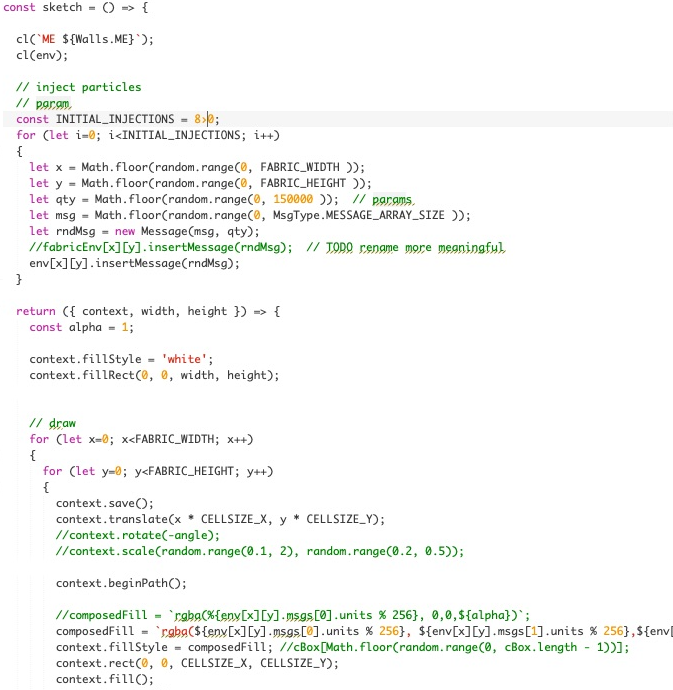 const sketch = () => {
cl(`ME ${Walls.ME}`);
cl(env);
// inject particles
// param
const INITIAL_INJECTIONS = 8>0;
for (let i=0; i<INITIAL_INJECTIONS; i++)
{
let x = Math.floor(random.range(0, FABRIC_WIDTH ));
let y = Math.floor(random.range(0, FABRIC_HEIGHT ));
let qty = Math.floor(random.range(0, 150000 ));  // params
let msg = Math.floor(random.range(0, MsgType.MESSAGE_ARRAY_SIZE ));
let rndMsg = new Message(msg, qty);
//fabricEnv[x][y].insertMessage(rndMsg);  // TODO rename more meaningful
env[x][y].insertMessage(rndMsg);
}
return ({ context, width, height }) => {
const alpha = 1;
context.fillStyle = 'white';
context.fillRect(0, 0, width, height);
// draw
for (let x=0; x<FABRIC_WIDTH; x++)
{
for (let y=0; y<FABRIC_HEIGHT; y++)
{
context.save();
context.translate(x * CELLSIZE_X, y * CELLSIZE_Y);
//context.rotate(-angle);
//context.scale(random.range(0.1, 2), random.range(0.2, 0.5));
context.beginPath();
//composedFill = `rgba(%{env[x][y].msgs[0].units % 256}, 0,0,${alpha})`;
composedFill = `rgba(${env[x][y].msgs[0].units % 256}, ${env[x][y].msgs[1].units % 256},${env[
context.fillStyle = composedFill; //cBox[Math.floor(random.range(0, cBox.length - 1))];
context.rect(0, 0, CELLSIZE_X, CELLSIZE_Y);
context.fill();